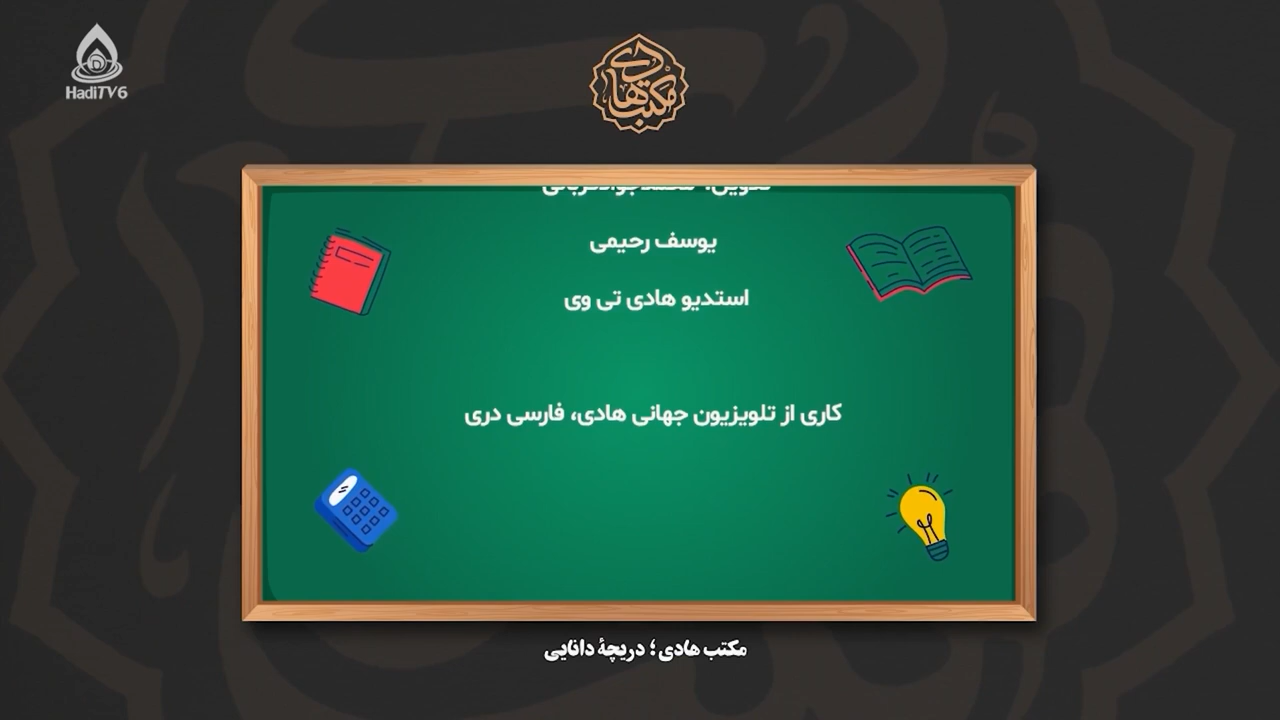 HadiTV6
مکتب هادی
یوسف رحیمی
استدیو هادی تی وی
کاری از تلویزیون جهانی هادی، فارسی دری
مکتب هادی؛ دریچهٔ دانایی